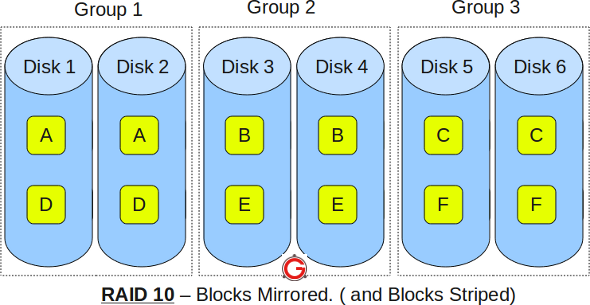 Group 1 Group 2 Group 3
Disk 1 Disk 2 Disk 3 Disk 4 Disk 5 Disk 6
A A B B C C
D D E E F F
G
RAID 10 – Blocks Mirrored. ( and Blocks Striped)